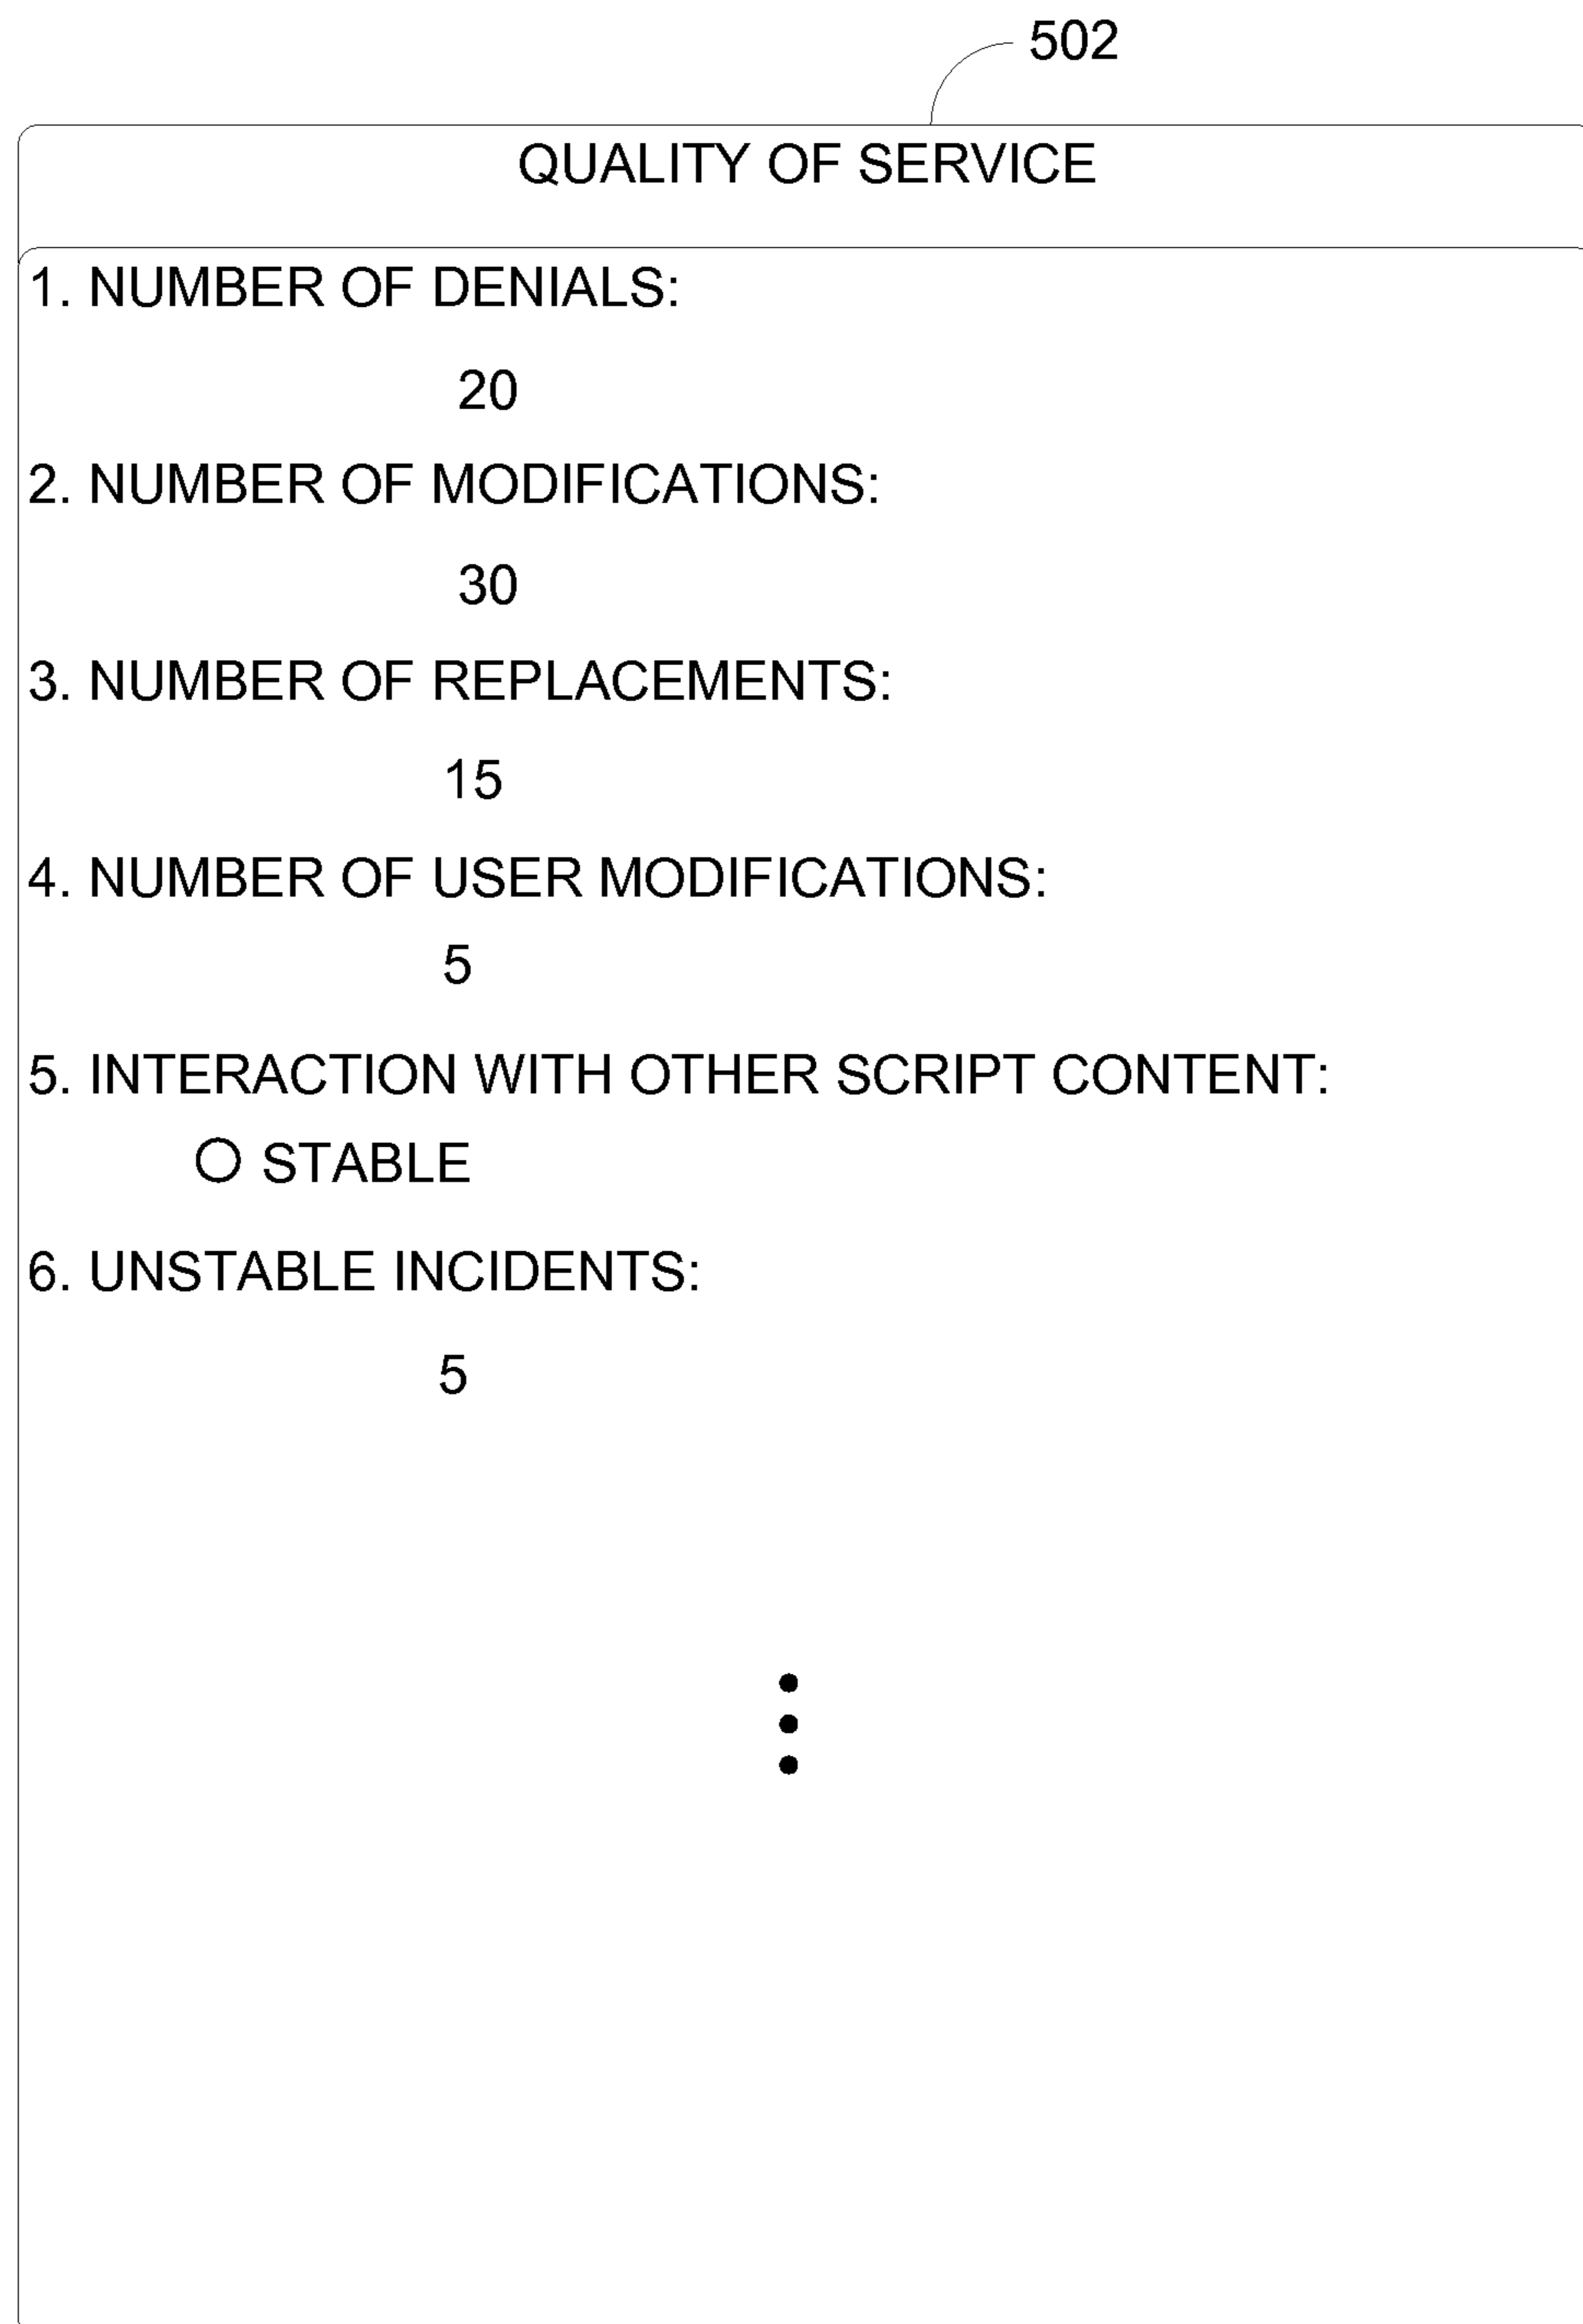 502
QUALITY OF SERVICE
1. NUMBER OF DENIALS:
20
2. NUMBER OF MODIFICATIONS:
30
3. NUMBER OF REPLACEMENTS:
15
4. NUMBER OF USER MODIFICATIONS:
5
5. INTERACTION WITH OTHER SCRIPT CONTENT:
STABLE
6. UNSTABLE INCIDENTS:
5